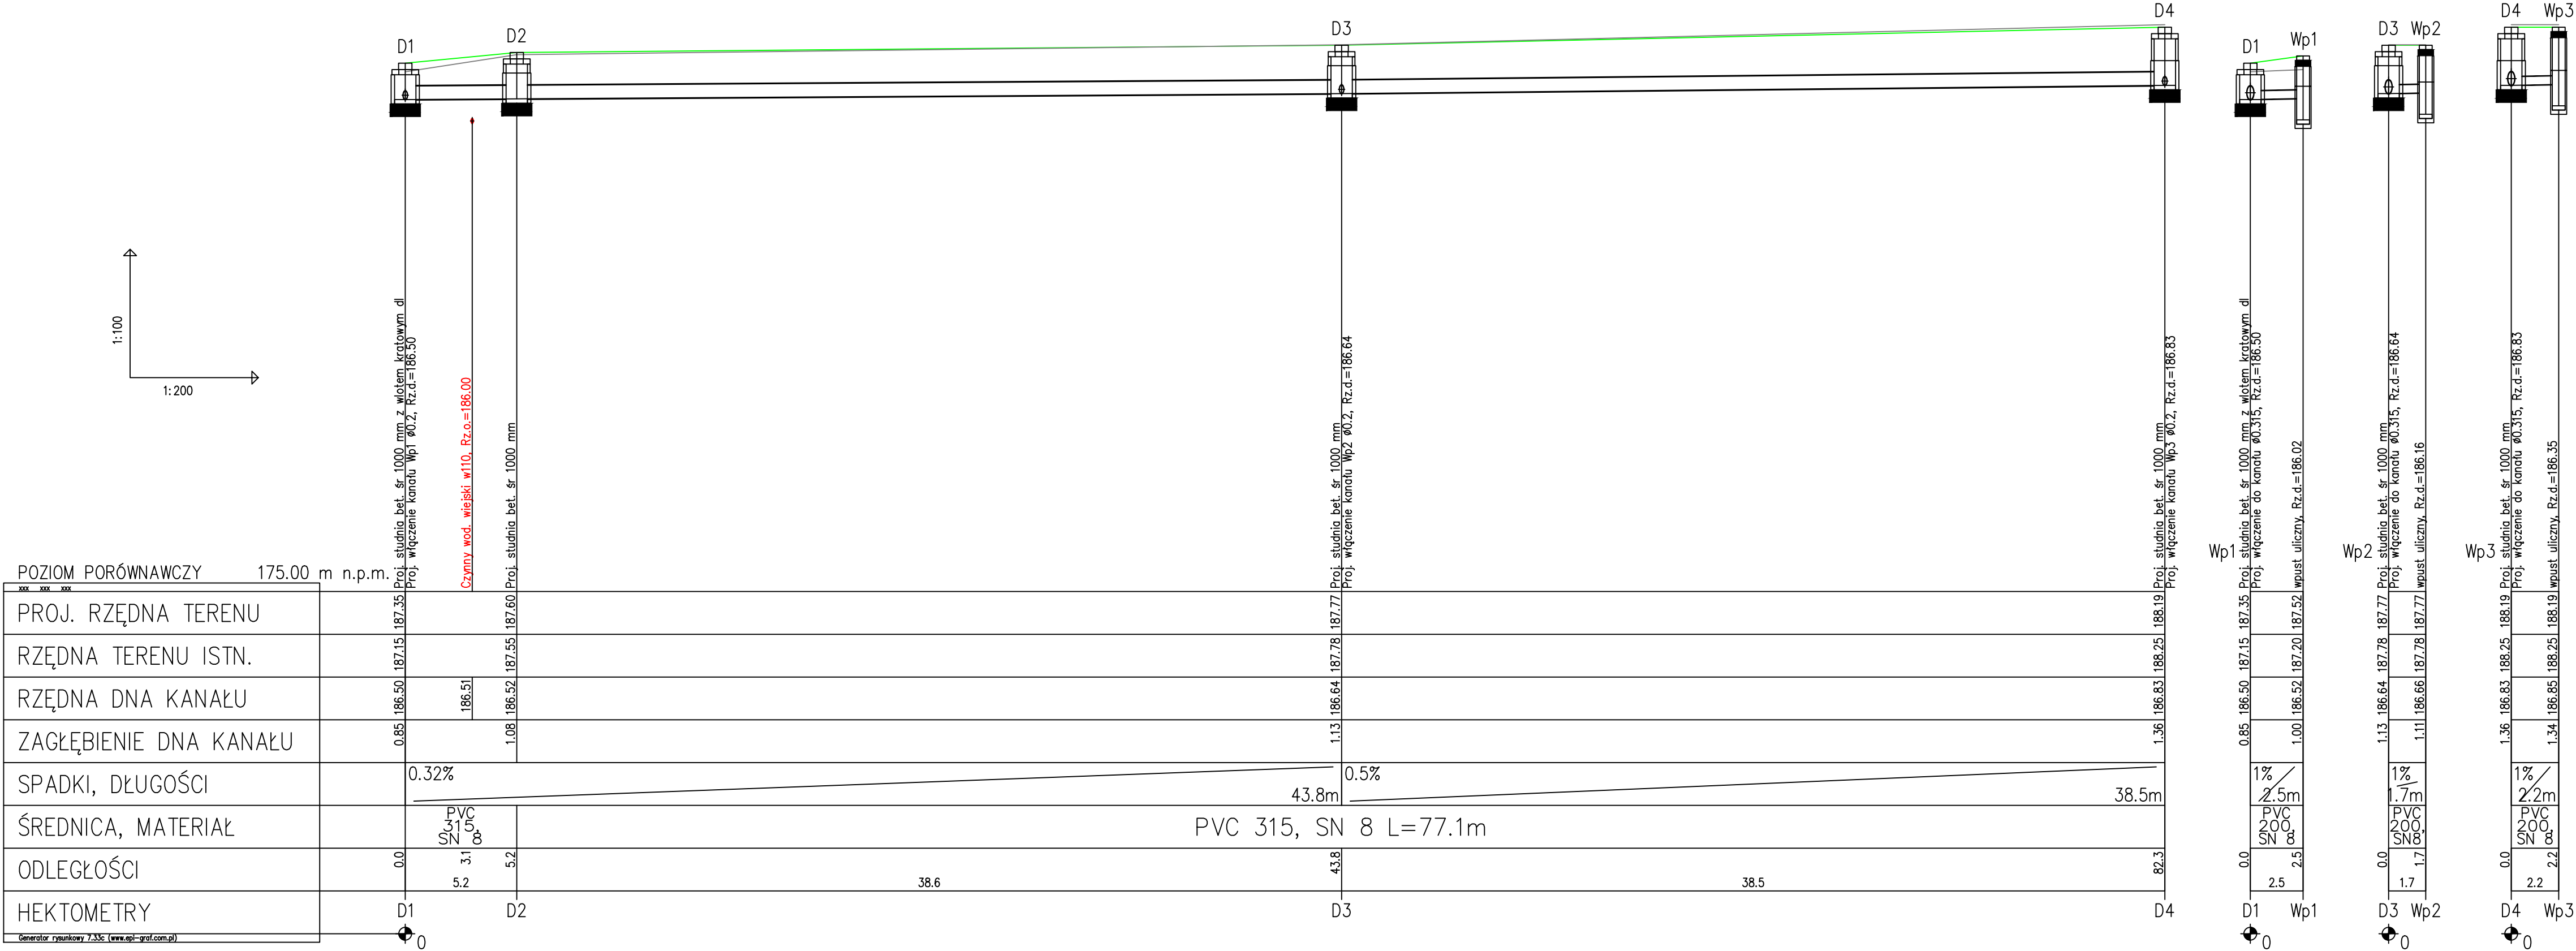 D1
D2
D3
D4
D1
Wp1
D3
Wp2
D4
Wp3
1:100
1:200
Proj. studnia bet. śr 1000 mm z wlotem kratowym dl
Proj. włączenie kanału Wp1 ø0.2, Rz.d.=186.50
Czynny wod. wiejski w110, Rz.o.=186.00
Proj. studnia bet. śr 1000 mm
Proj. studnia bet. śr 1000 mm
Proj. włączenie kanału Wp2 ø0.2, Rz.d.=186.64
Proj. studnia bet. śr 1000 mm
Proj. włączenie kanału Wp3 ø0.2, Rz.d.=186.83
Wp1
Proj. studnia bet. śr 1000 mm z wlotem kratowym dl
Proj. włączenie do kanału ø0.315, Rz.d.=186.50
wpust uliczny, Rz.d.=186.02
Wp2
Proj. studnia bet. śr 1000 mm
Proj. włączenie do kanału ø0.315, Rz.d.=186.64
wpust uliczny, Rz.d.=186.16
Wp3
Proj. studnia bet. śr 1000 mm
Proj. włączenie do kanału ø0.315, Rz.d.=186.83
wpust uliczny, Rz.d.=186.35
POZIOM PORÓWNAWCZY 175.00 m n.p.m.
xxx xxx xxx
PROJ. RZĘDNA TERENU 187.35 187.60 187.77 188.19 187.35 187.52 187.77 187.77 188.19 188.19
RZĘDNA TERENU ISTN. 187.15 187.55 187.78 188.25 187.15 187.20 187.78 187.78 188.25 188.25
RZĘDNA DNA KANAŁU 186.50 186.51 186.52 186.64 186.83 186.50 186.52 186.64 186.66 186.83 186.85
ZAGŁĘBIENIE DNA KANAŁU 0.85 1.08 1.13 1.36 0.85 1.00 1.13 1.11 1.36 1.34
SPADKI, DŁUGOŚCI 0.32% 43.8m 0.5% 38.5m 1% 2.5m 1% 1.7m 1% 2.2m
ŚREDNICA, MATERIAŁ
PVC
315,
SN 8
PVC 315, SN 8 L=77.1m
PVC
200,
SN 8
PVC
200,
SN8
PVC
200,
SN 8
ODLEGŁOŚCI 0.0 3.1 5.2 43.8 82.3 0.0 2.5 0.0 1.7 0.0 2.2
5.2 38.6 38.5 2.5 1.7 2.2
HEKTOMETRY D1 D2 D3 D4 D1 Wp1 D3 Wp2 D4 Wp3
Generator rysunkowy 7.33c (www.epi-graf.com.pl)
0 0 0 0